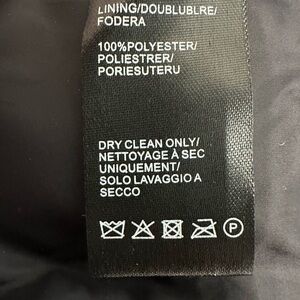 LINING/DOUBLUBLRE/
FODERA
100%POLYESTER/
POLIESTRER/
PORIESUTERU
DRY CLEAN ONLY/
NETTOYAGE À SEC
UNIQUEMENT/
SOLO LAVAGGIO A
SECCO
P